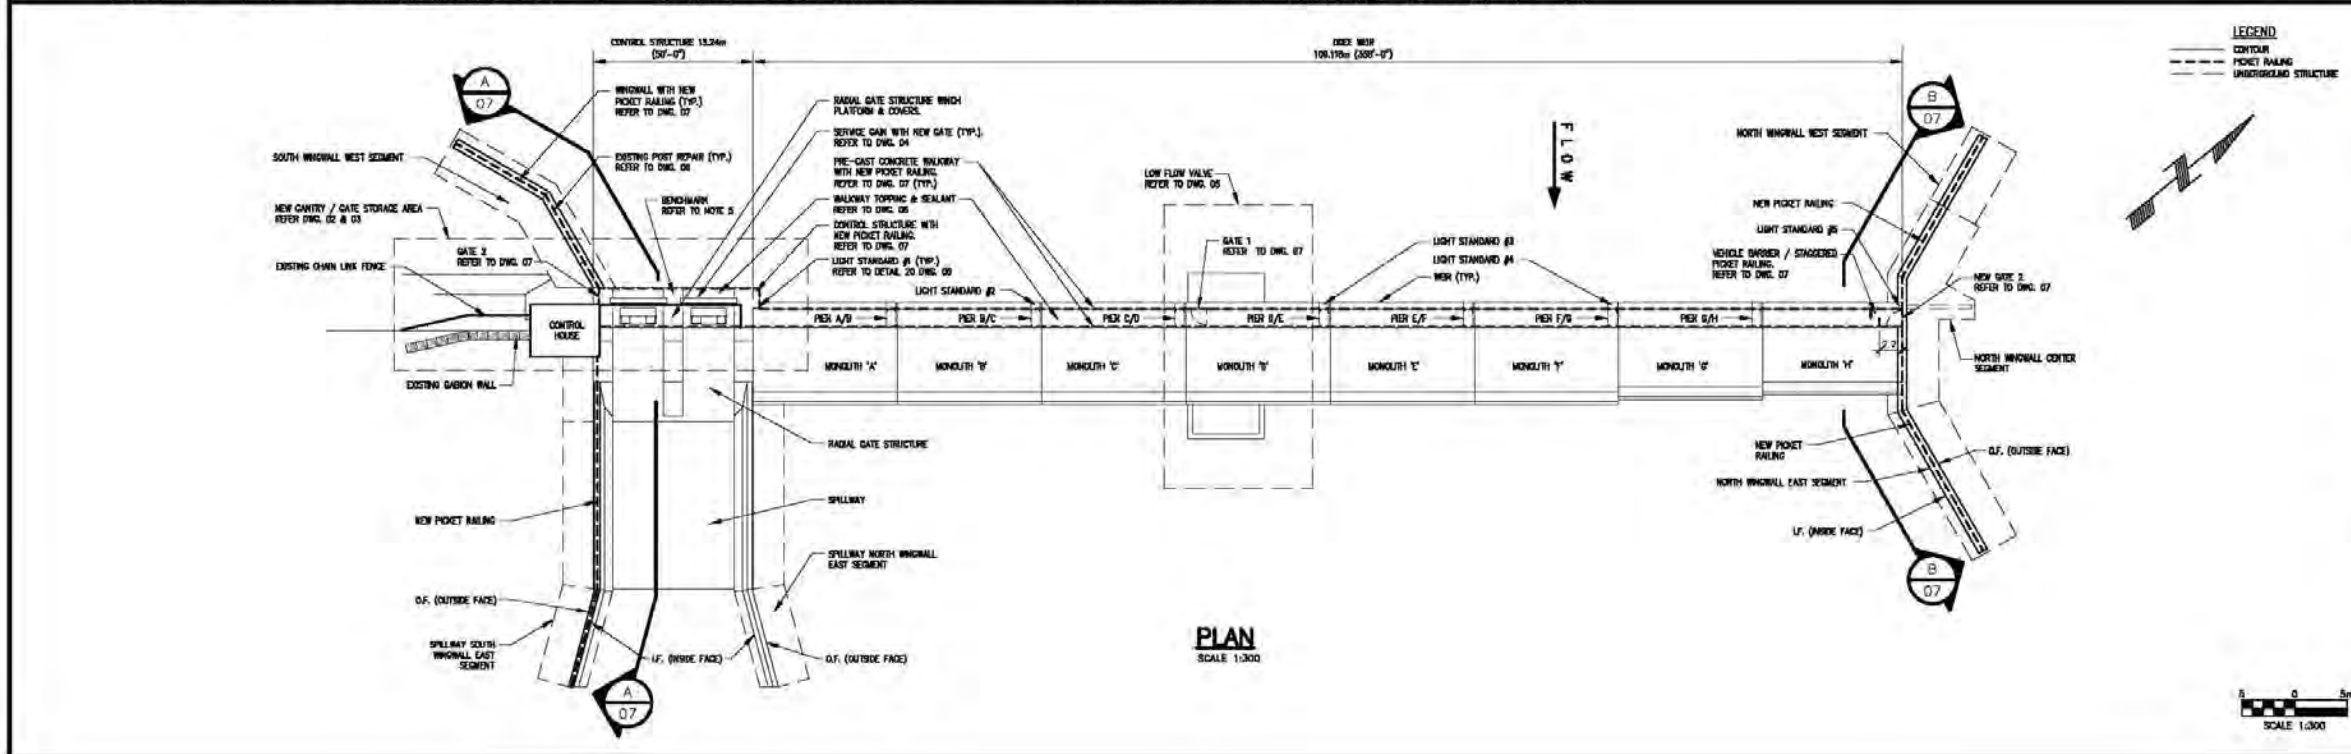 CONTROL STRUCTURE 15.24m
(50'-0")
OGEE WEIR
109.118m (358'-0")
LEGEND
CONTOUR
PICKET RAILING
UNDERGROUND STRUCTURE
A
07
WINGWALL WITH NEW
PICKET RAILING (TYP.)
REFER TO DWG. 07
SOUTH WINGWALL WEST SEGMENT
EXISTING POST REPAIR (TYP.)
REFER TO DWG. 06
NEW GANTRY / GATE STORAGE AREA
REFER DWG. 02 & 03
GATE 2
REFER TO DWG. 07
EXISTING CHAIN LINK FENCE
BENCHMARK
REFER TO NOTE 5
RADIAL GATE STRUCTURE WINCH
PLATFORM & COVERS.
SERVICE GAIN WITH NEW GATE (TYP.).
REFER TO DWG. 04
PRE-CAST CONCRETE WALKWAY
WITH NEW PICKET RAILING.
REFER TO DWG. 07 (TYP.)
WALKWAY TOPPING & SEALANT
REFER TO DWG. 06
CONTROL STRUCTURE WITH
NEW PICKET RAILING.
REFER TO DWG. 07
LIGHT STANDARD #1 (TYP.)
REFER TO DETAIL 20 DWG. 09
LIGHT STANDARD #2
LOW FLOW VALVE
REFER TO DWG. 05
FLOW
GATE 1
REFER TO DWG. 07
LIGHT STANDARD #3
LIGHT STANDARD #4
WEIR (TYP.)
B
07
NORTH WINGWALL WEST SEGMENT
NEW PICKET RAILING
LIGHT STANDARD #5
VEHICLE BARRIER / STAGGERED
PICKET RAILING.
REFER TO DWG. 07
NEW GATE 2
REFER TO DWG. 07
CONTROL
HOUSE
PIER A/B
PIER B/C
PIER C/D
PIER D/E
PIER E/F
PIER F/G
PIER G/H
2.2
MONOLITH 'A'
MONOLITH 'B'
MONOLITH 'C'
MONOLITH 'D'
MONOLITH 'E'
MONOLITH 'F'
MONOLITH 'G'
MONOLITH 'H'
NORTH WINGWALL CENTER
SEGMENT
EXISTING GABION WALL
RADIAL GATE STRUCTURE
NEW PICKET
RAILING
O.F. (OUTSIDE FACE)
NORTH WINGWALL EAST SEGMENT
SPILLWAY
NEW PICKET RAILING
I.F. (INSIDE FACE)
SPILLWAY NORTH WINGWALL
EAST SEGMENT
B
07
O.F. (OUTSIDE FACE)
SPILLWAY SOUTH
WINGWALL EAST
SEGMENT
I.F. (INSIDE FACE)
O.F. (OUTSIDE FACE)
A
07
PLAN
SCALE 1:300
5 0 5m
SCALE 1:300